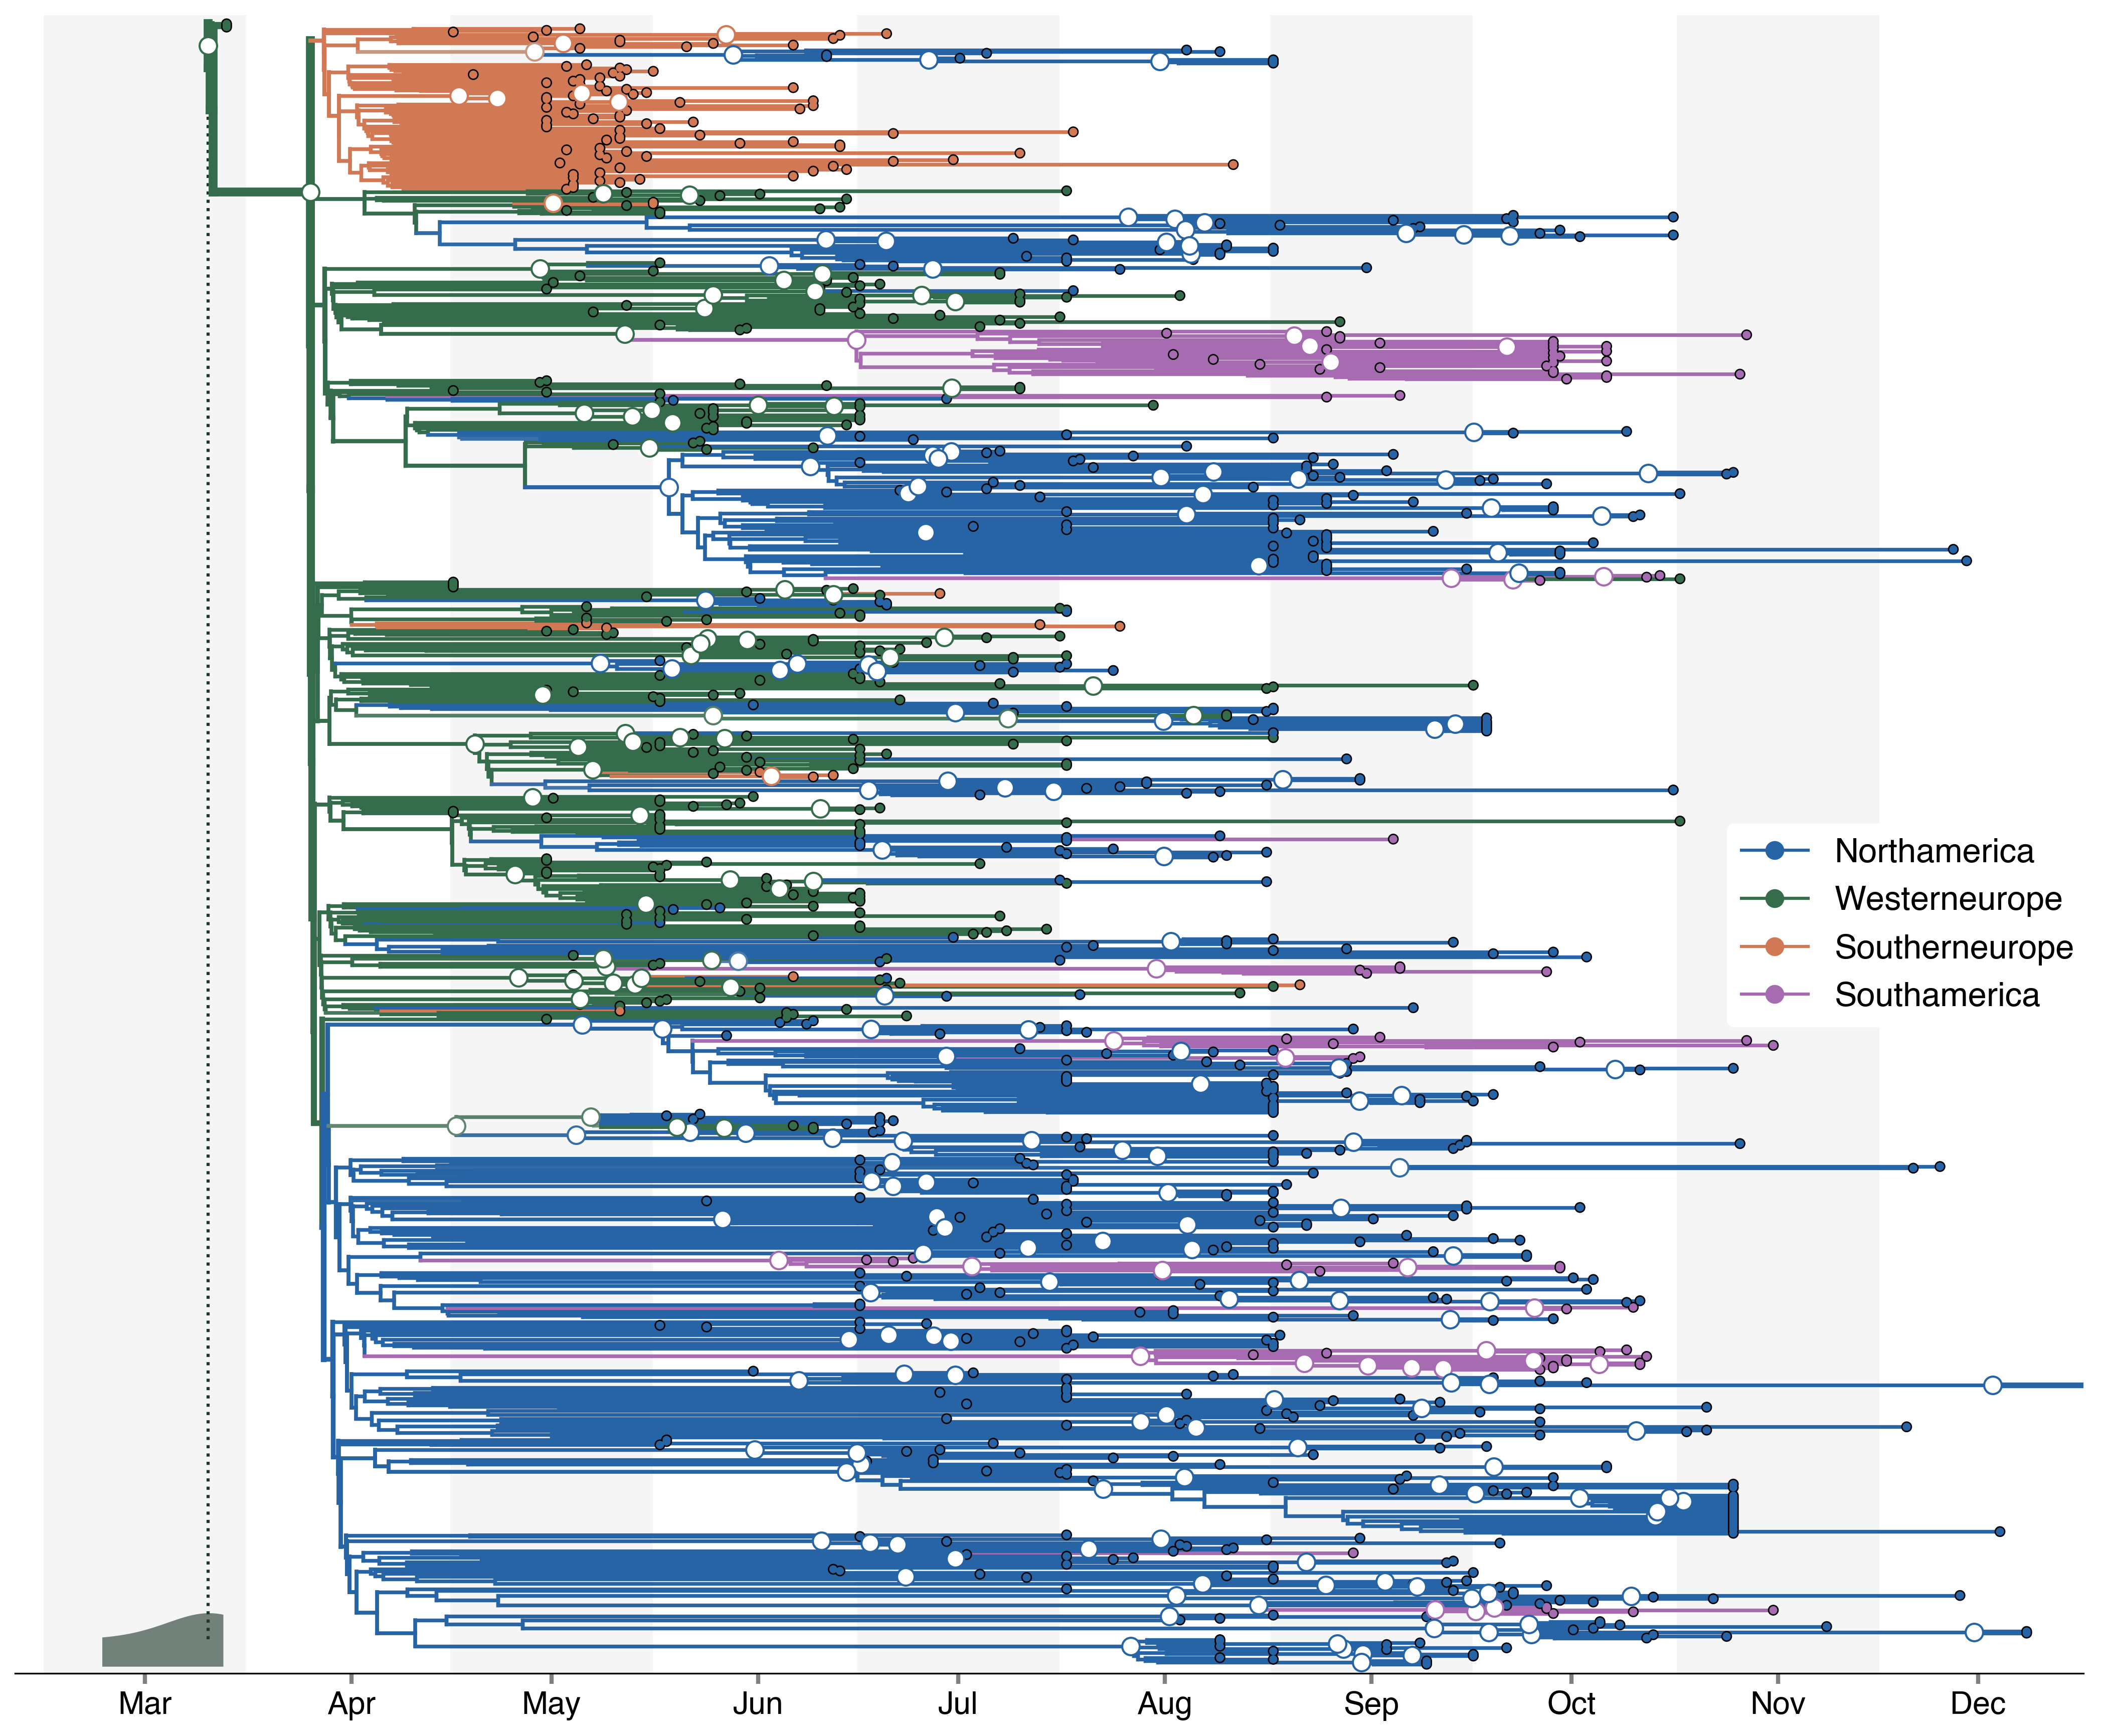 Northamerica
Westerneurope
Southerneurope
Southamerica
Mar Apr May Jun Jul Aug Sep Oct Nov Dec